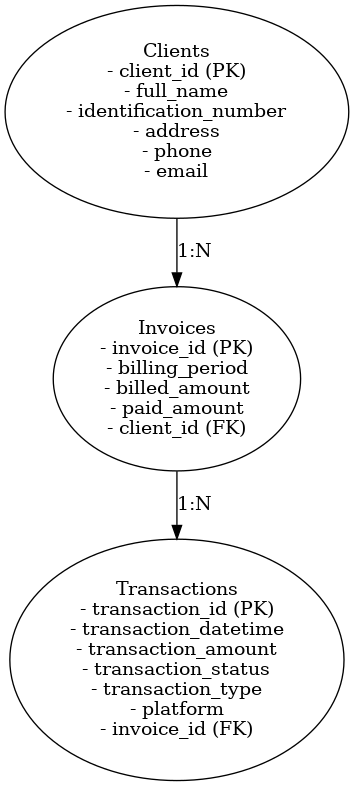 Clients
- client_id (PK)
- full_name
- identification_number
- address
- phone
- email
1:N
Invoices
- invoice_id (PK)
- billing_period
- billed_amount
- paid_amount
- client_id (FK)
1:N
Transactions
- transaction_id (PK)
- transaction_datetime
- transaction_amount
- transaction_status
- transaction_type
- platform
- invoice_id (FK)